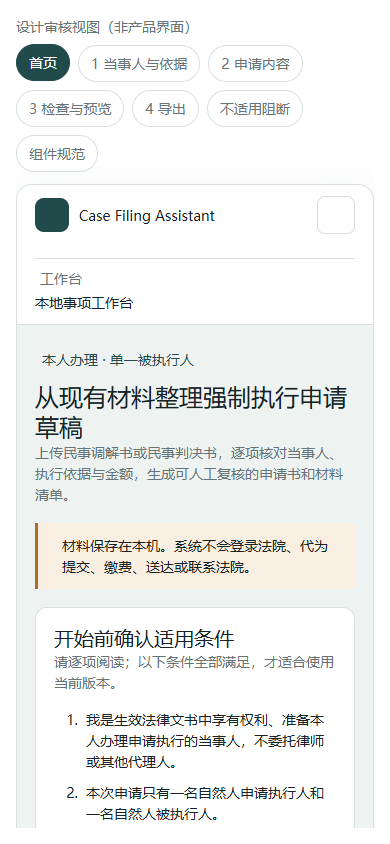 设计审核视图（非产品界面）
首页
1 当事人与依据
2 申请内容
3 检查与预览
4 导出
不适用阻断
组件规范
Case Filing Assistant
工作台
本地事项工作台
本人办理 · 单一被执行人
从现有材料整理强制执行申请
草稿
上传民事调解书或民事判决书，逐项核对当事人、
执行依据与金额，生成可人工复核的申请书和材料
清单。
材料保存在本机。系统不会登录法院、代为
提交、缴费、送达或联系法院。
开始前确认适用条件
请逐项阅读；以下条件全部满足，才适合使用
当前版本。
1. 我是生效法律文书中享有权利、准备本
人办理申请执行的当事人，不委托律师
或其他代理人。
2. 本次申请只有一名自然人申请执行人和
一名自然人被执行人。